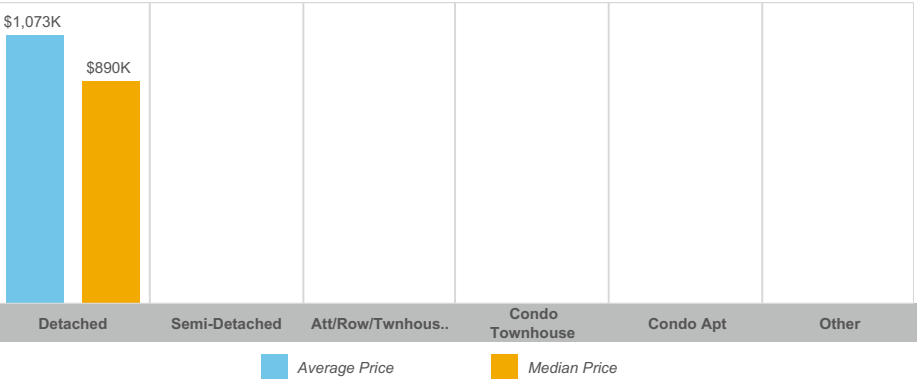 $1,073K
$890K
Detached
Semi-Detached
Att/Row/Twnhous..
Condo
Townhouse
Condo Apt
Other
Average Price
Median Price